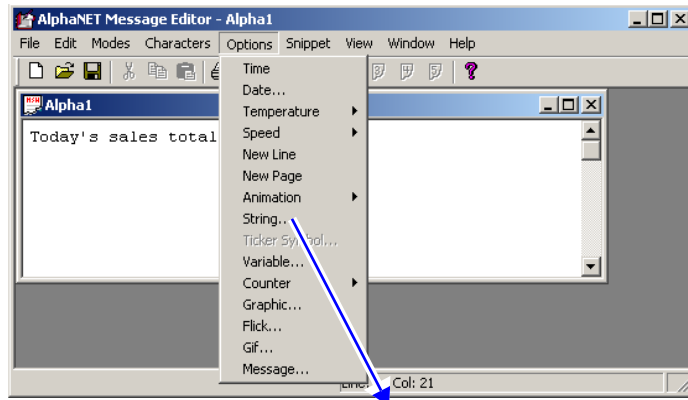 AlphaNET Message Editor - Alpha1
File Edit Modes Characters Options Snippet View Window Help
Alpha1
Today's sales total
Time
Date...
Temperature
Speed
New Line
New Page
Animation
String...
Ticker Symbol...
Variable...
Counter
Graphic...
Flick...
Gif...
Message...
Col: 21